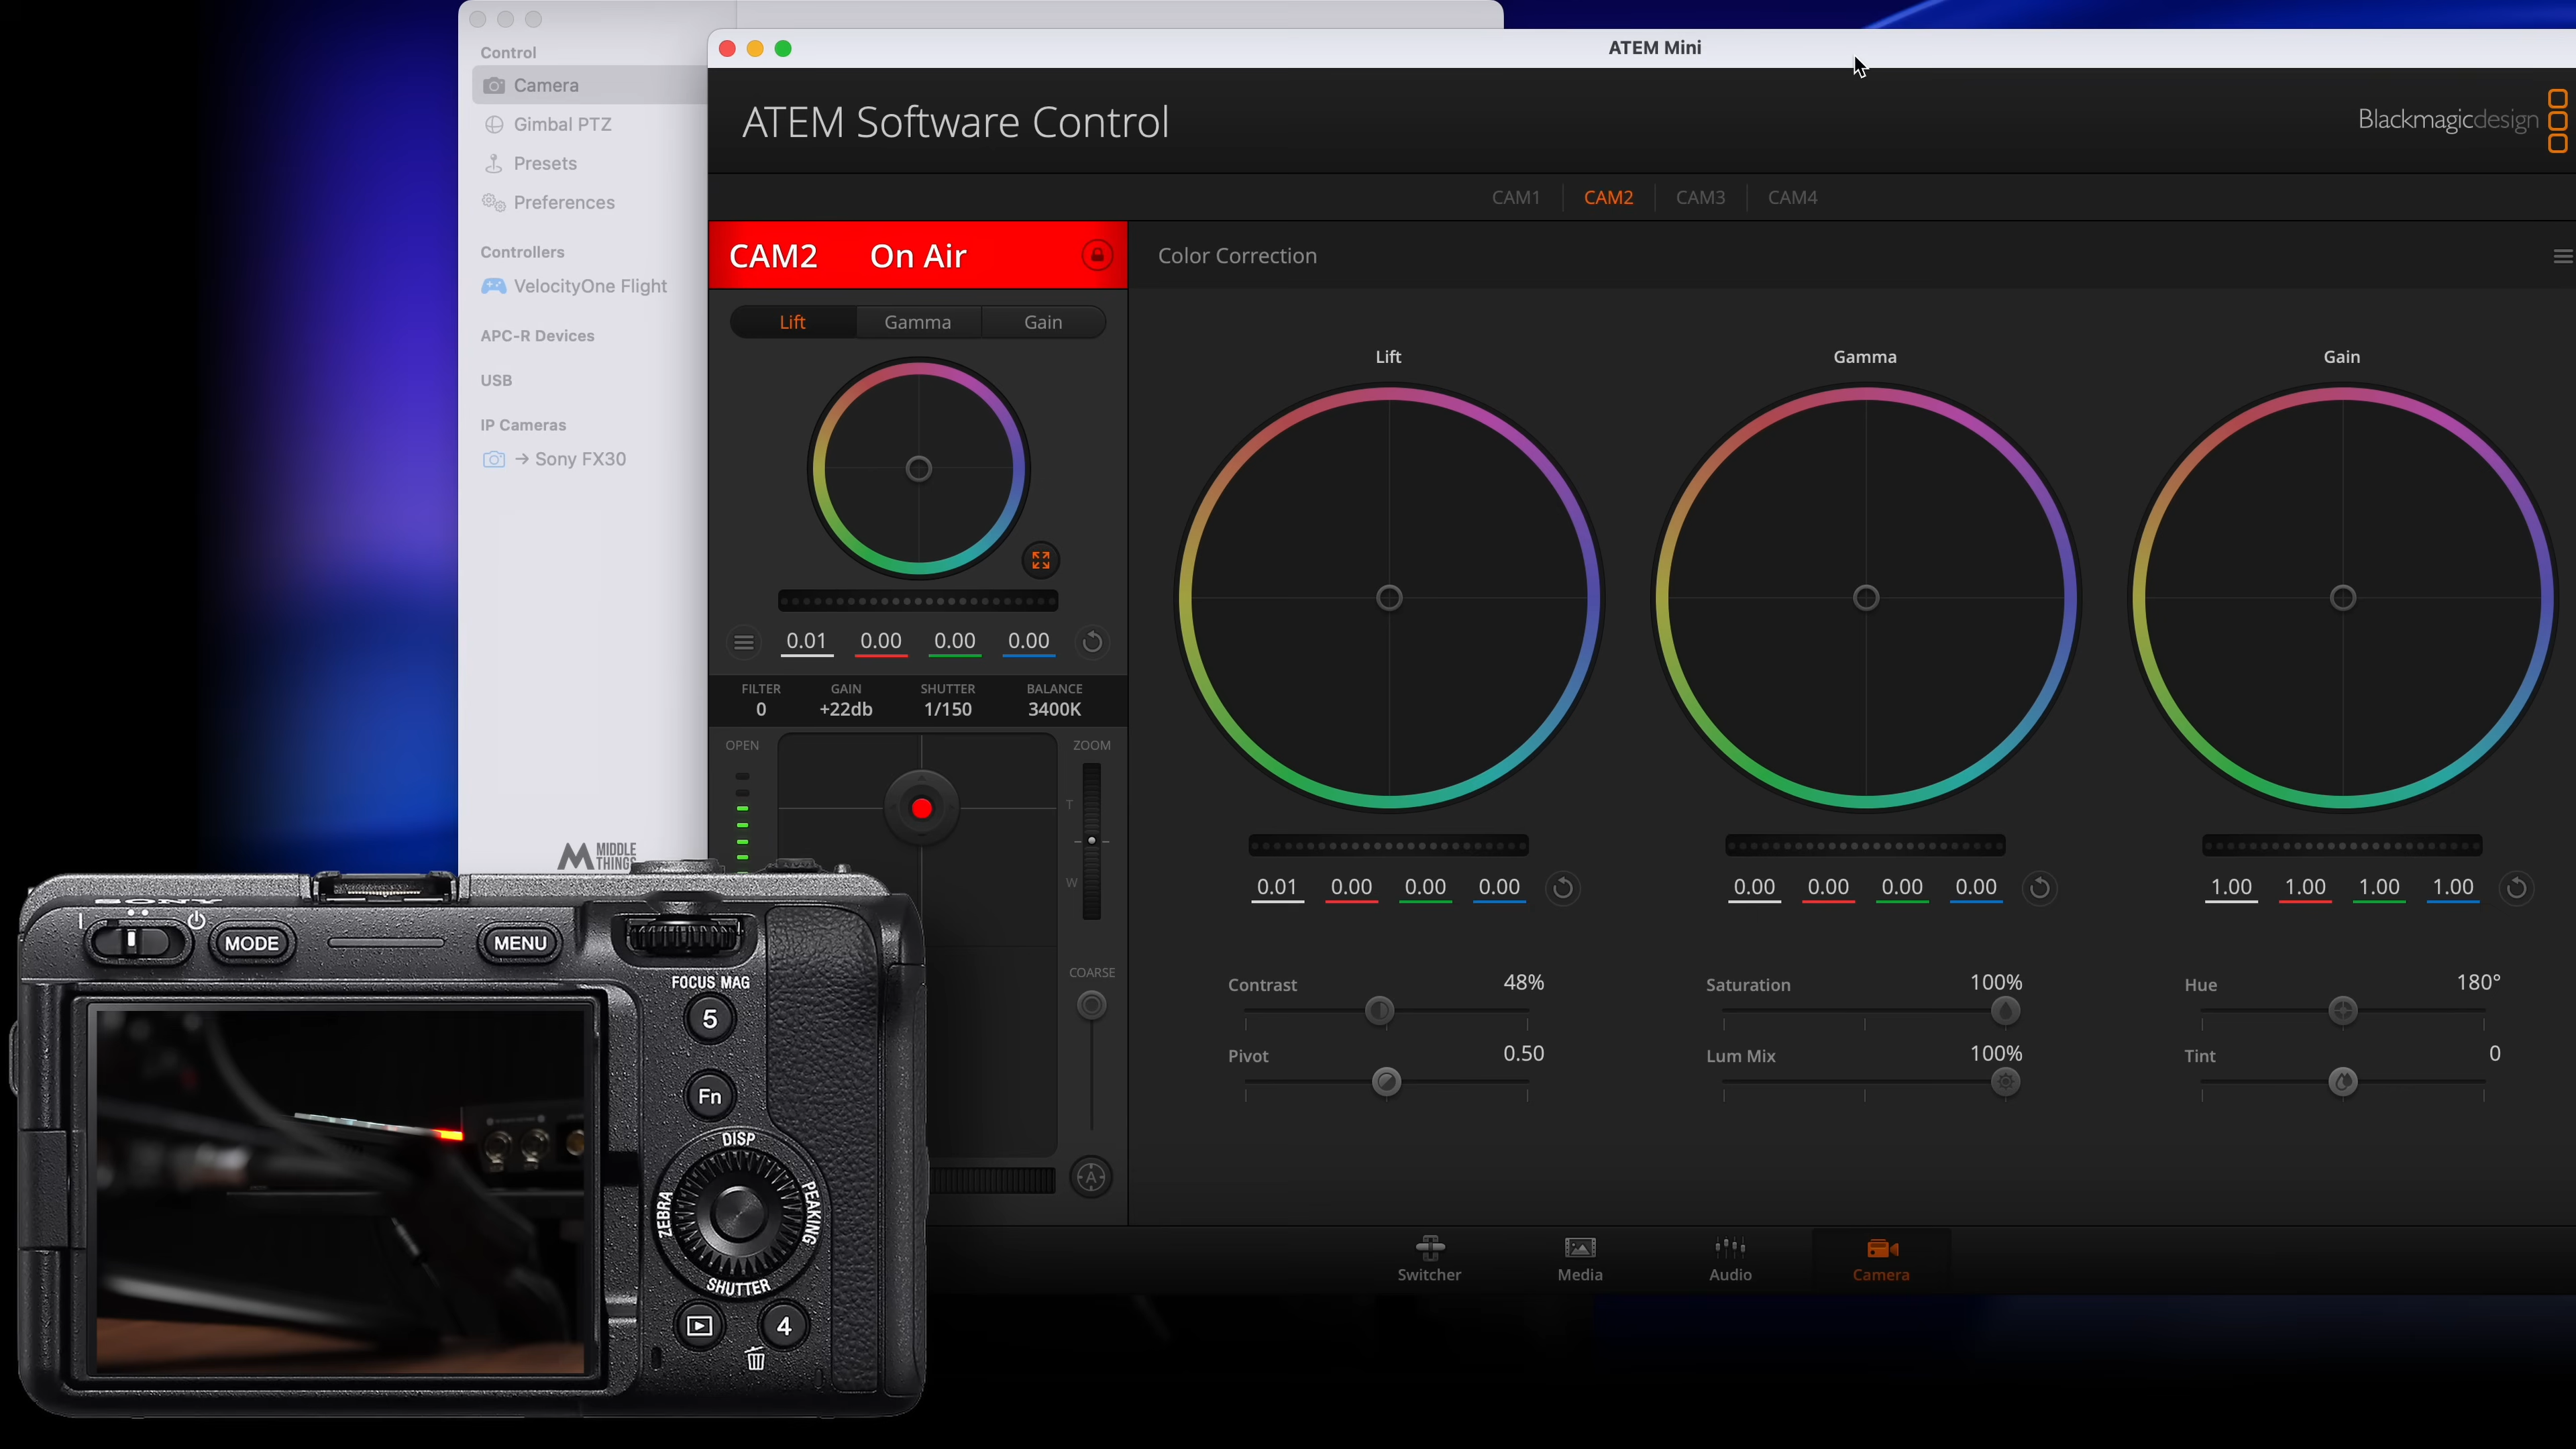 ATEM Mini
Control
Camera
Gimbal PTZ
Presets
Preferences
Controllers
VelocityOne Flight
APC-R Devices
USB
IP Cameras
→ Sony FX30
MIDDLE
THINGS
ATEM Software Control
Blackmagicdesign
CAM1 CAM2 CAM3 CAM4
CAM2 On Air
Color Correction
Lift Gamma Gain
0.01 0.00 0.00 0.00
FILTER GAIN SHUTTER BALANCE
0 +22db 1/150 3400K
OPEN ZOOM
T
W
COARSE
A
Lift Gamma Gain
0.01 0.00 0.00 0.00 0.00 0.00 0.00 0.00 1.00 1.00 1.00 1.00
Contrast 48% Saturation 100% Hue 180°
Pivot 0.50 Lum Mix 100% Tint 0
Switcher Media Audio Camera
SONY
MODE MENU
FOCUS MAG
5
Fn
DISP
ZEBRA PEAKING
SHUTTER
4